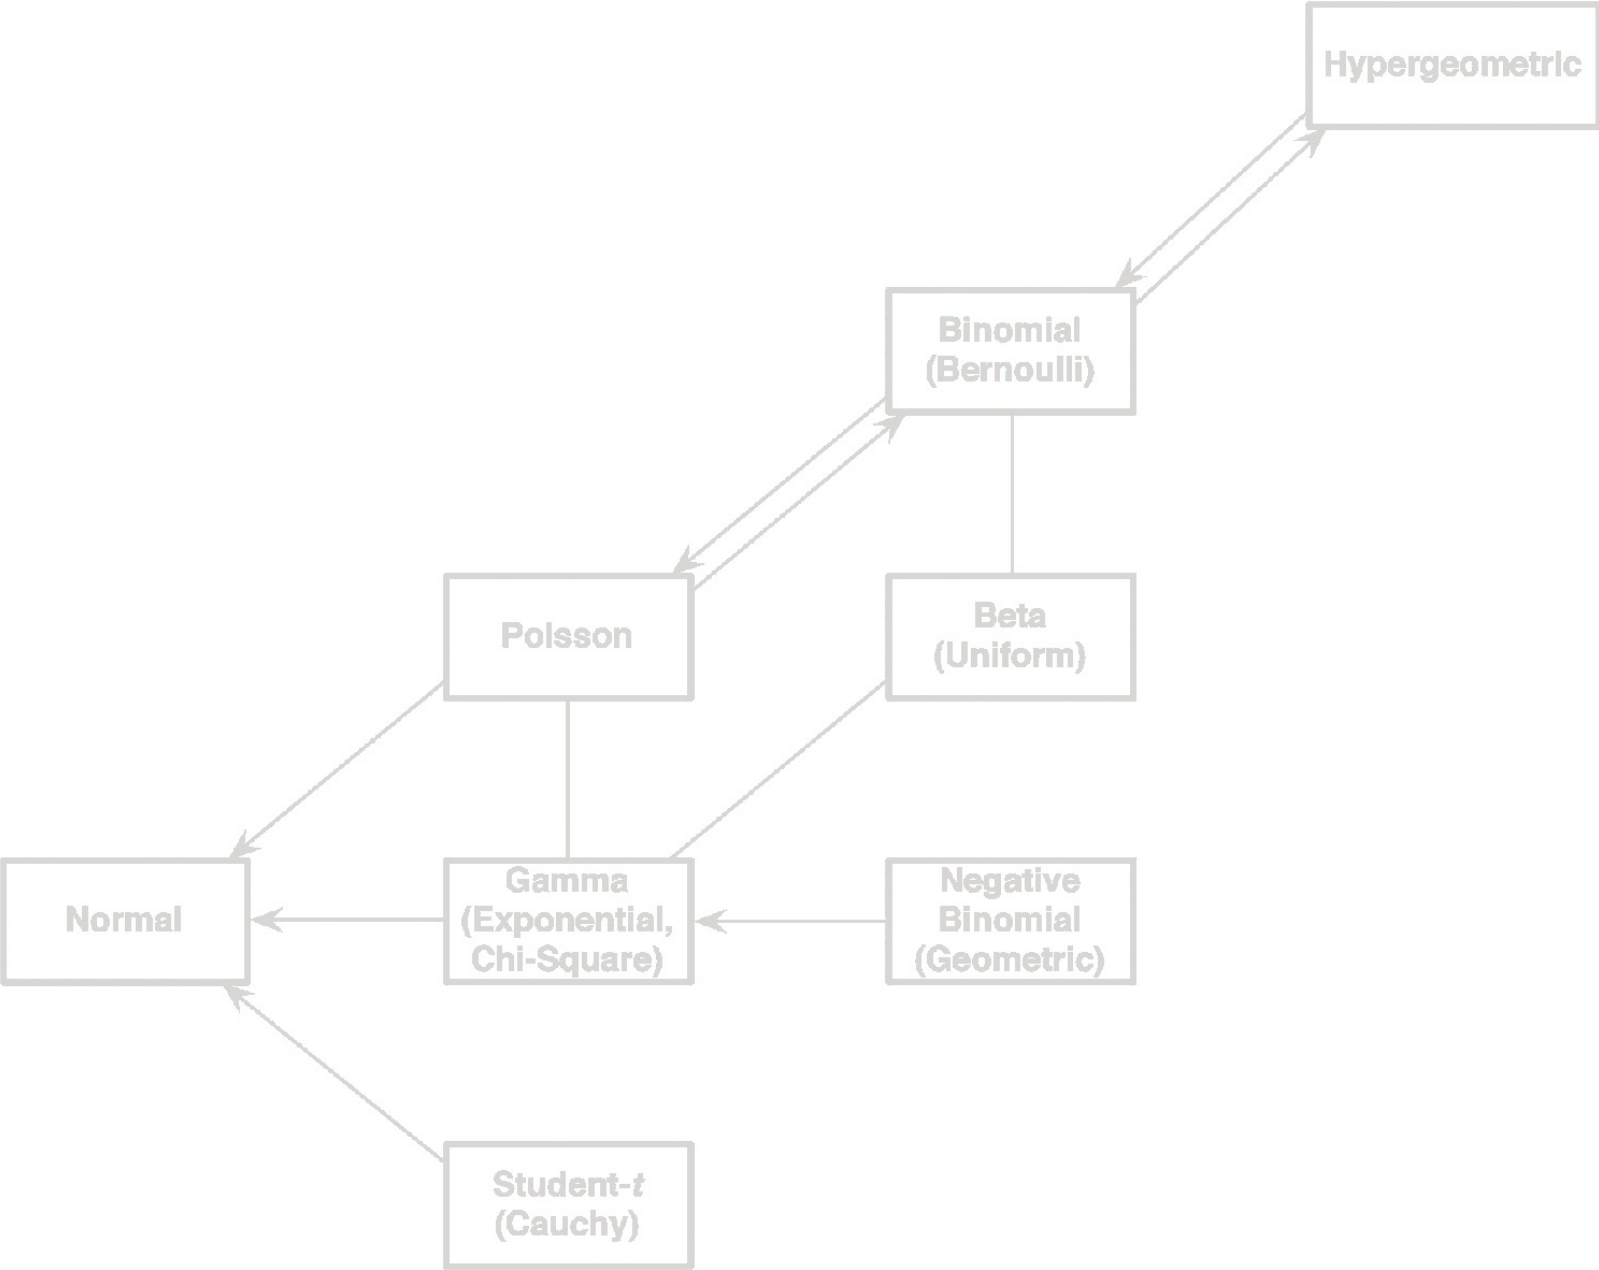 Hypergeometric
Binomial
(Bernoulli)
Poisson
Beta
(Uniform)
Normal
Gamma
(Exponential,
Chi-Square)
Negative
Binomial
(Geometric)
Student-t
(Cauchy)